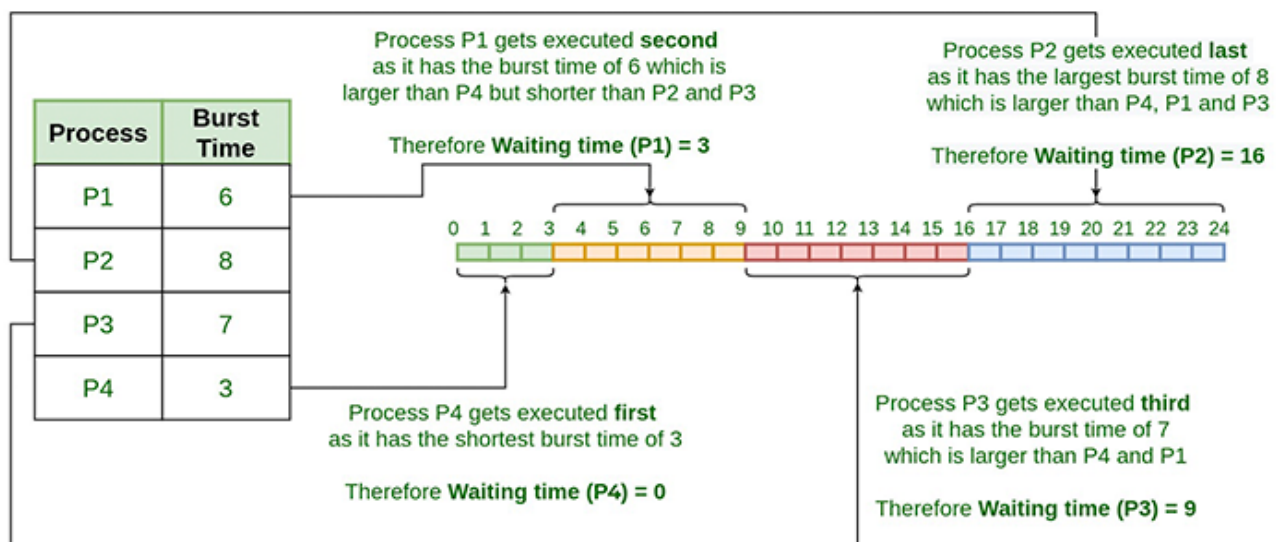 Process P1 gets executed second
as it has the burst time of 6 which is
larger than P4 but shorter than P2 and P3
Therefore Waiting time (P1) = 3
Process P2 gets executed last
as it has the largest burst time of 8
which is larger than P4, P1 and P3
Therefore Waiting time (P2) = 16
Process Burst Time
P1 6
P2 8
P3 7
P4 3
0 1 2 3 4 5 6 7 8 9 10 11 12 13 14 15 16 17 18 19 20 21 22 23 24
Process P4 gets executed first
as it has the shortest burst time of 3
Therefore Waiting time (P4) = 0
Process P3 gets executed third
as it has the burst time of 7
which is larger than P4 and P1
Therefore Waiting time (P3) = 9